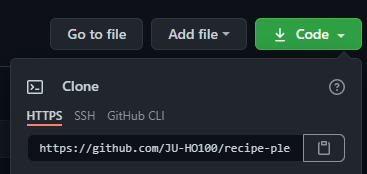 Go to file Add file Code
Clone
HTTPS SSH GitHub CLI
https://github.com/JU-HO100/recipe-ple